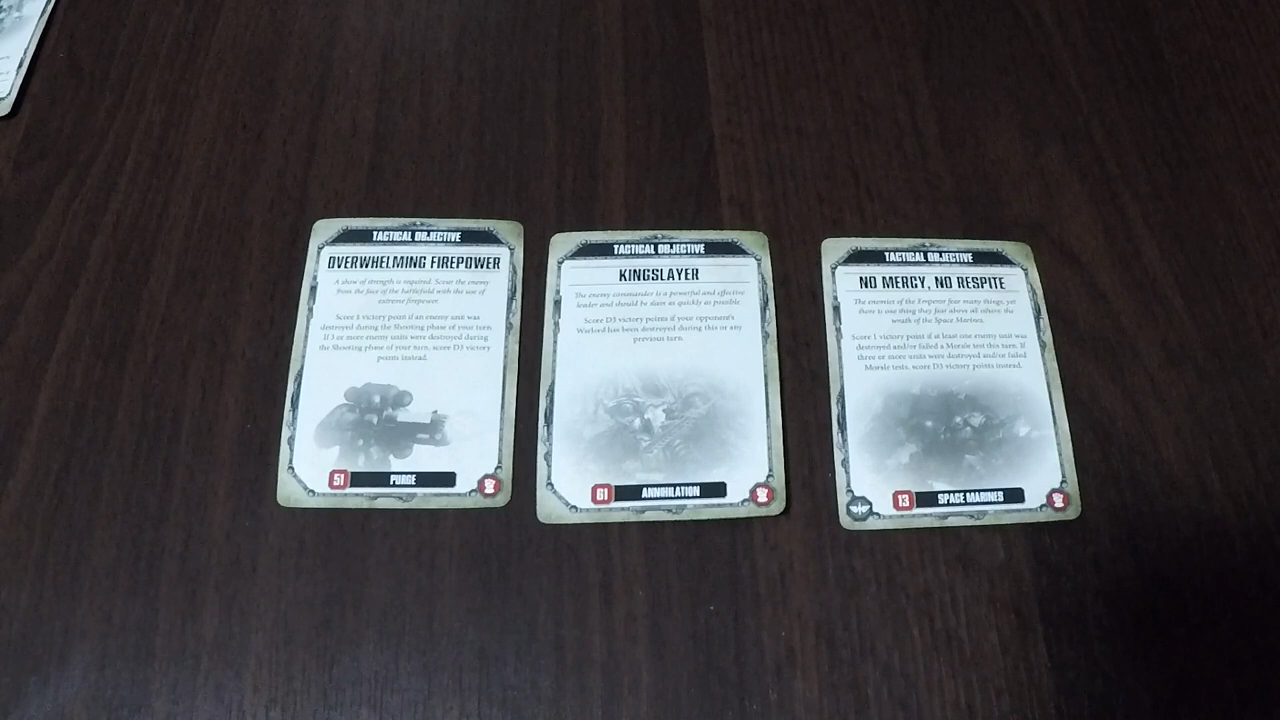 TACTICAL OBJECTIVE
OVERWHELMING FIREPOWER
A show of strength is required. Scour the enemy
from the face of the battlefield with the use of
extreme firepower.
Score 1 victory point if an enemy unit was
destroyed during the Shooting phase of your turn.
If 3 or more enemy units were destroyed during
the Shooting phase of your turn, score D3 victory
points instead.
51
PURGE
TACTICAL OBJECTIVE
KINGSLAYER
The enemy commander is a powerful and effective
leader and should be slain as quickly as possible.
Score D3 victory points if your opponent's
Warlord has been destroyed during this or any
previous turn.
61
ANNIHILATION
TACTICAL OBJECTIVE
NO MERCY, NO RESPITE
The enemies of the Emperor fear many things, yet
there is one thing they fear above all others: the
wrath of the Space Marines.
Score 1 victory point if at least one enemy unit was
destroyed and/or failed a Morale test this turn. If
three or more units were destroyed and/or failed
Morale tests, score D3 victory points instead.
13
SPACE MARINES